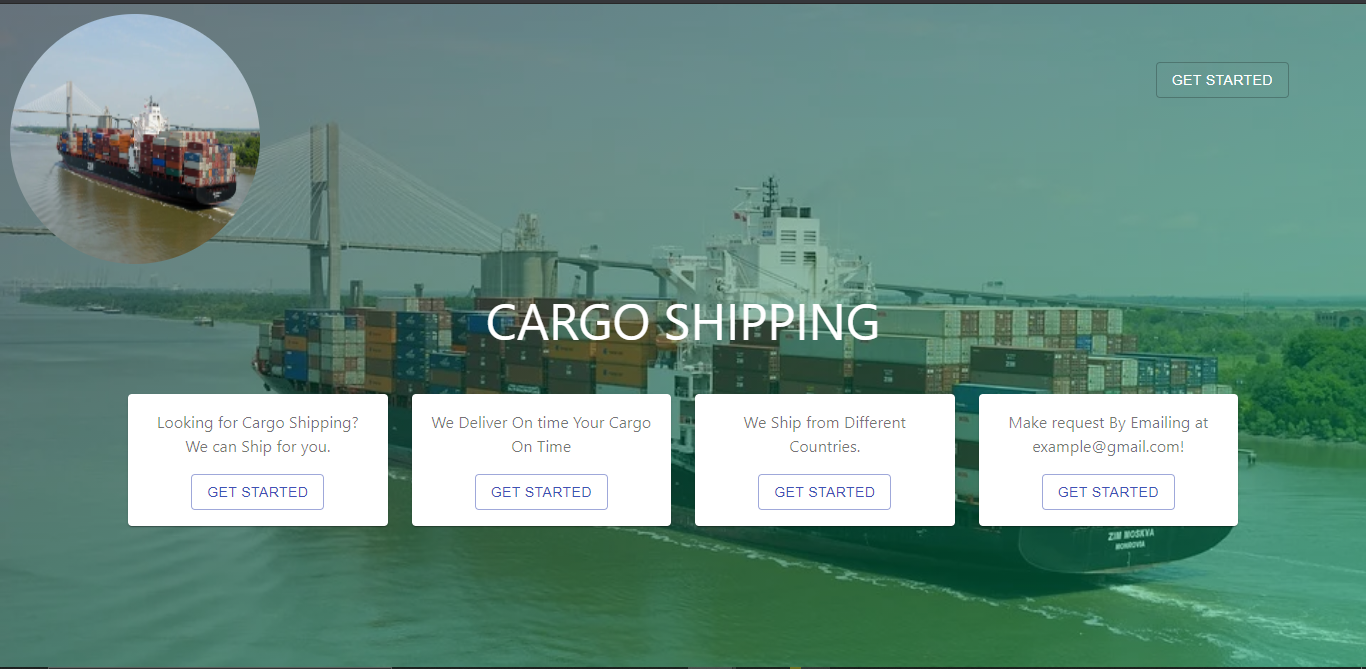 GET STARTED
CARGO SHIPPING
Looking for Cargo Shipping?
We can Ship for you.
GET STARTED
We Deliver On time Your Cargo
On Time
GET STARTED
We Ship from Different
Countries.
GET STARTED
Make request By Emailing at
example@gmail.com!
GET STARTED
ZIM MOSKVA
MONROVIA